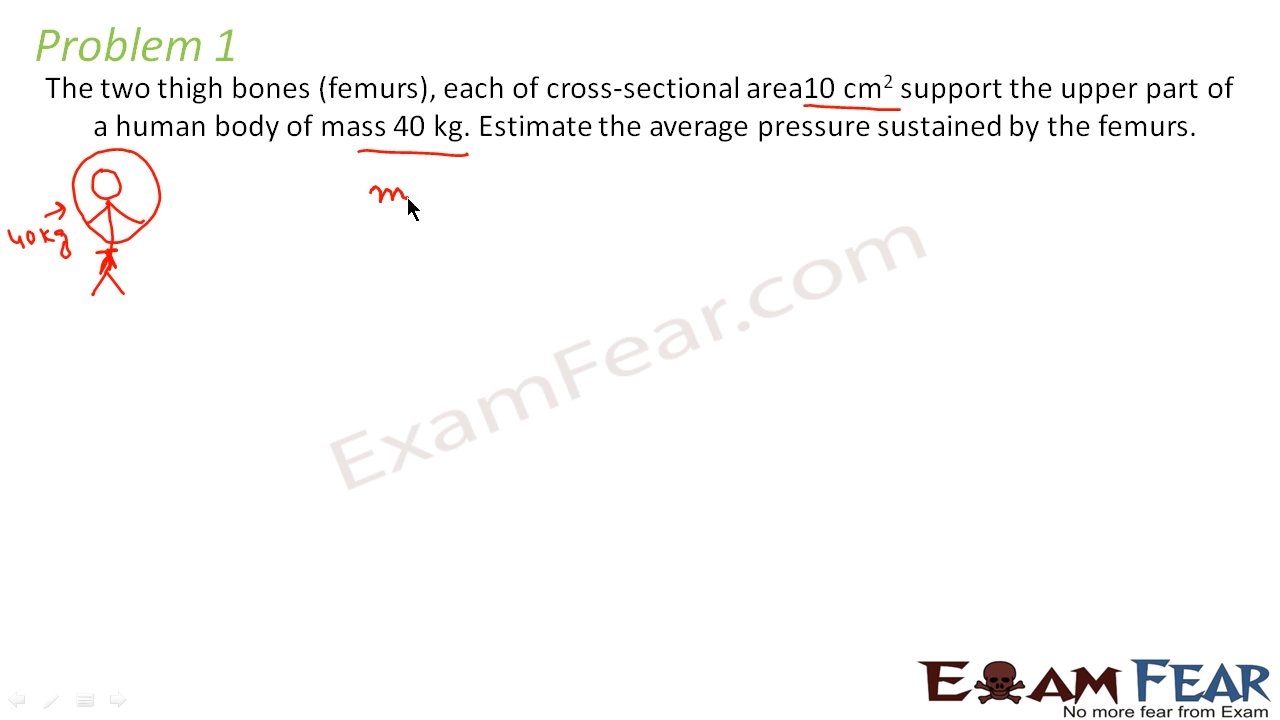 Problem 1
The two thigh bones (femurs), each of cross-sectional area10 cm² support the upper part of
a human body of mass 40 kg. Estimate the average pressure sustained by the femurs.
m
40kg
ExamFear.com
EXAM FEAR
No more fear from Exam